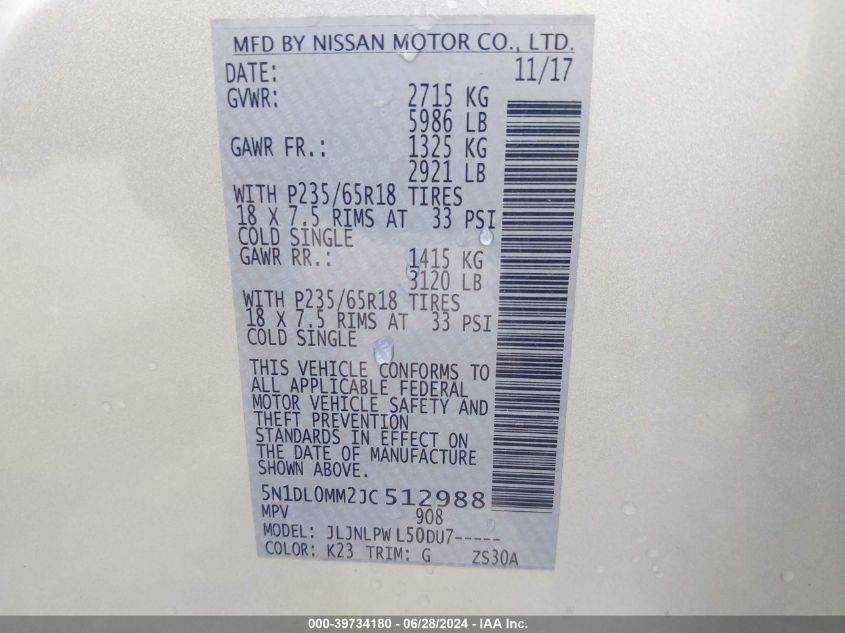 MFD BY NISSAN MOTOR CO., LTD.
DATE: 11/17
GVWR: 2715 KG
5986 LB
GAWR FR.: 1325 KG
2921 LB
WITH P235/65R18 TIRES
18 X 7.5 RIMS AT 33 PSI
COLD SINGLE
GAWR RR.: 1415 KG
3120 LB
WITH P235/65R18 TIRES
18 X 7.5 RIMS AT 33 PSI
COLD SINGLE
THIS VEHICLE CONFORMS TO
ALL APPLICABLE FEDERAL
MOTOR VEHICLE SAFETY AND
THEFT PREVENTION
STANDARDS IN EFFECT ON
THE DATE OF MANUFACTURE
SHOWN ABOVE.
5N1DL0MM2JC 512988
MPV 908
MODEL: JLJNLPW L50DU7-----
COLOR: K23 TRIM: G ZS30A
000-39734180 - 06/28/2024 - IAA Inc.